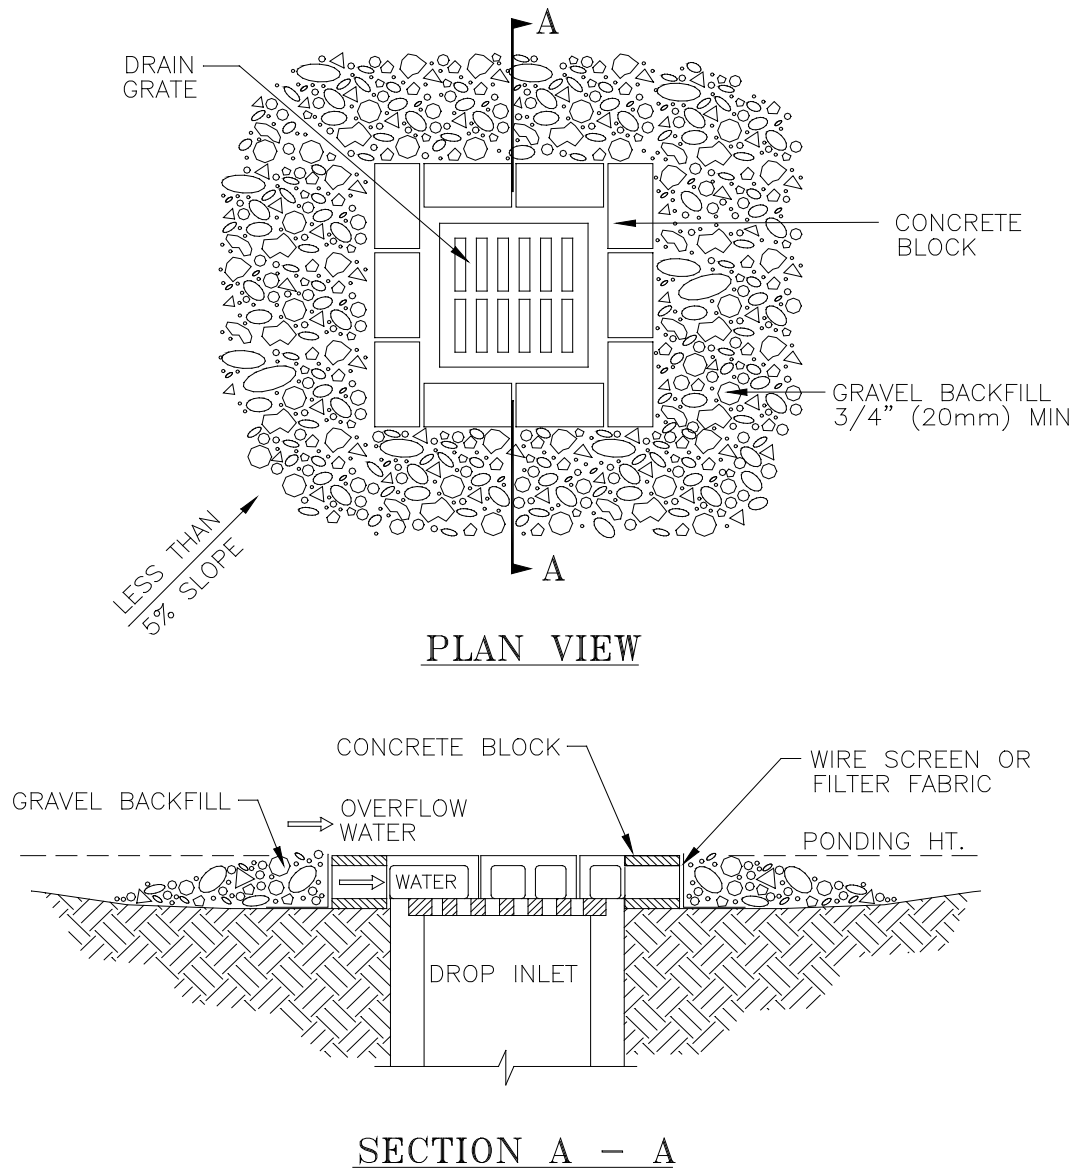 A
DRAIN
GRATE
CONCRETE
BLOCK
GRAVEL BACKFILL
3/4" (20mm) MIN
LESS THAN
5% SLOPE
A
PLAN VIEW
CONCRETE BLOCK
WIRE SCREEN OR
FILTER FABRIC
GRAVEL BACKFILL
OVERFLOW
WATER
PONDING HT.
WATER
DROP INLET
SECTION A - A